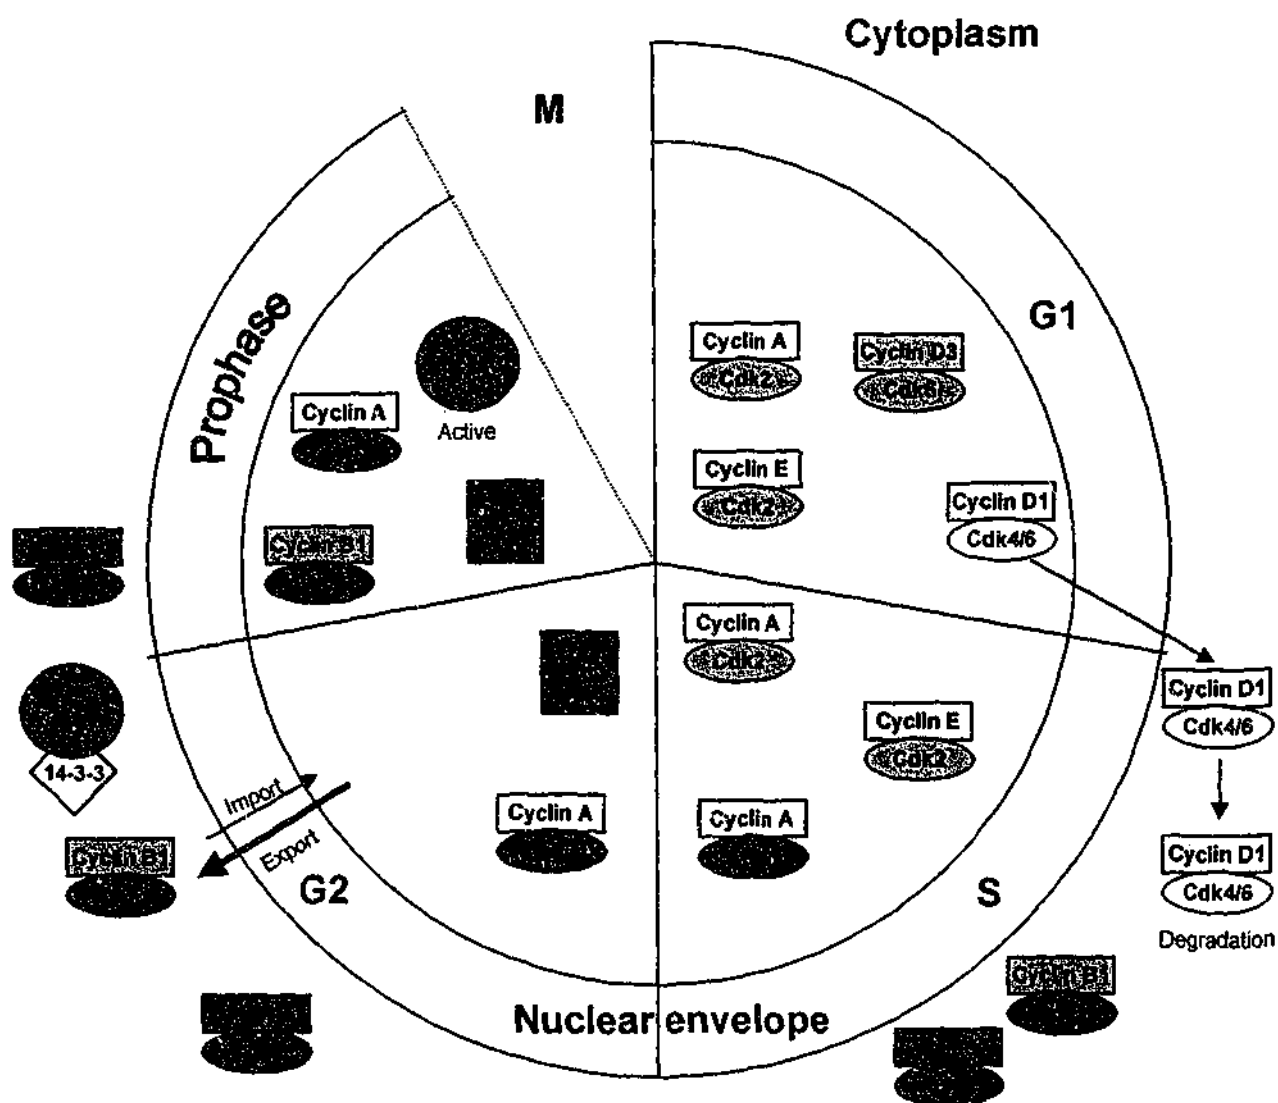 Cytoplasm
M
G1
Prophase
Cyclin A
Cdk2
Cyclin D3
Cdk6
Active
Cyclin A
Cyclin E
Cdk2
Cyclin D1
Cdk4/6
Cyclin B1
Cyclin A
Cdk2
Cyclin D1
Cdk4/6
Cyclin E
Cdk2
14-3-3
Import
Export
Cyclin A
Cyclin A
Cyclin B1
G2
S
Cyclin D1
Cdk4/6
Degradation
Cyclin B1
Nuclear envelope